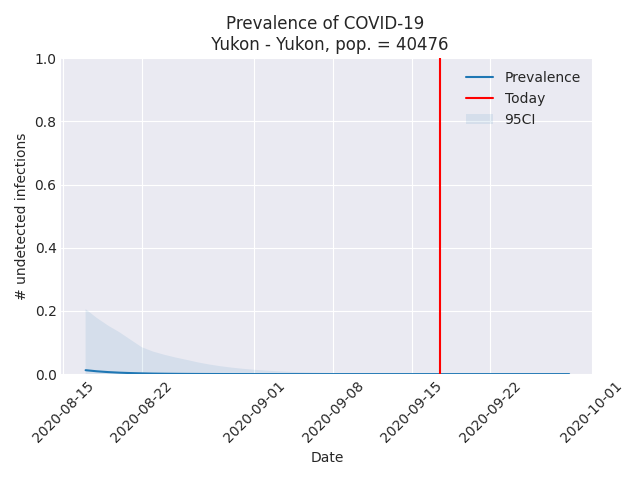 Prevalence of COVID-19
Yukon - Yukon, pop. = 40476
1.0
0.8
0.6
0.4
0.2
0.0
# undetected infections
Prevalence
Today
95CI
2020-08-15
2020-08-22
2020-09-01
2020-09-08
2020-09-15
2020-09-22
2020-10-01
Date